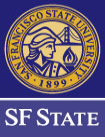 SAN FRANCISCO STATE UNIVERSITY
1899
SF STATE